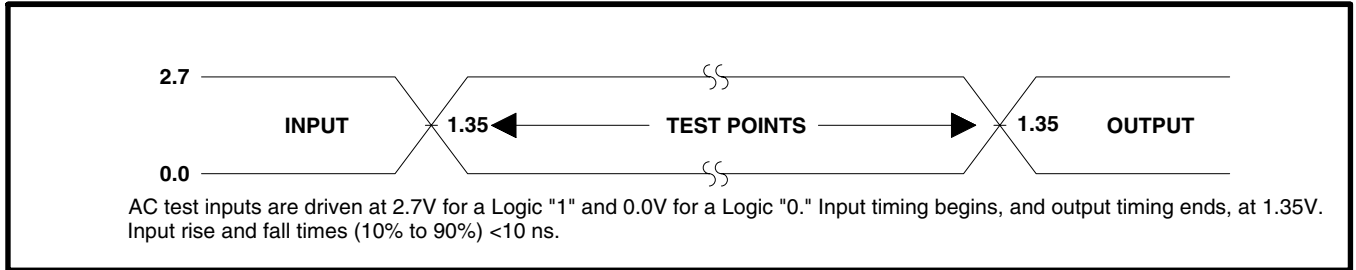 2.7
INPUT 1.35 TEST POINTS 1.35 OUTPUT
0.0
AC test inputs are driven at 2.7V for a Logic "1" and 0.0V for a Logic "0." Input timing begins, and output timing ends, at 1.35V.
Input rise and fall times (10% to 90%) <10 ns.